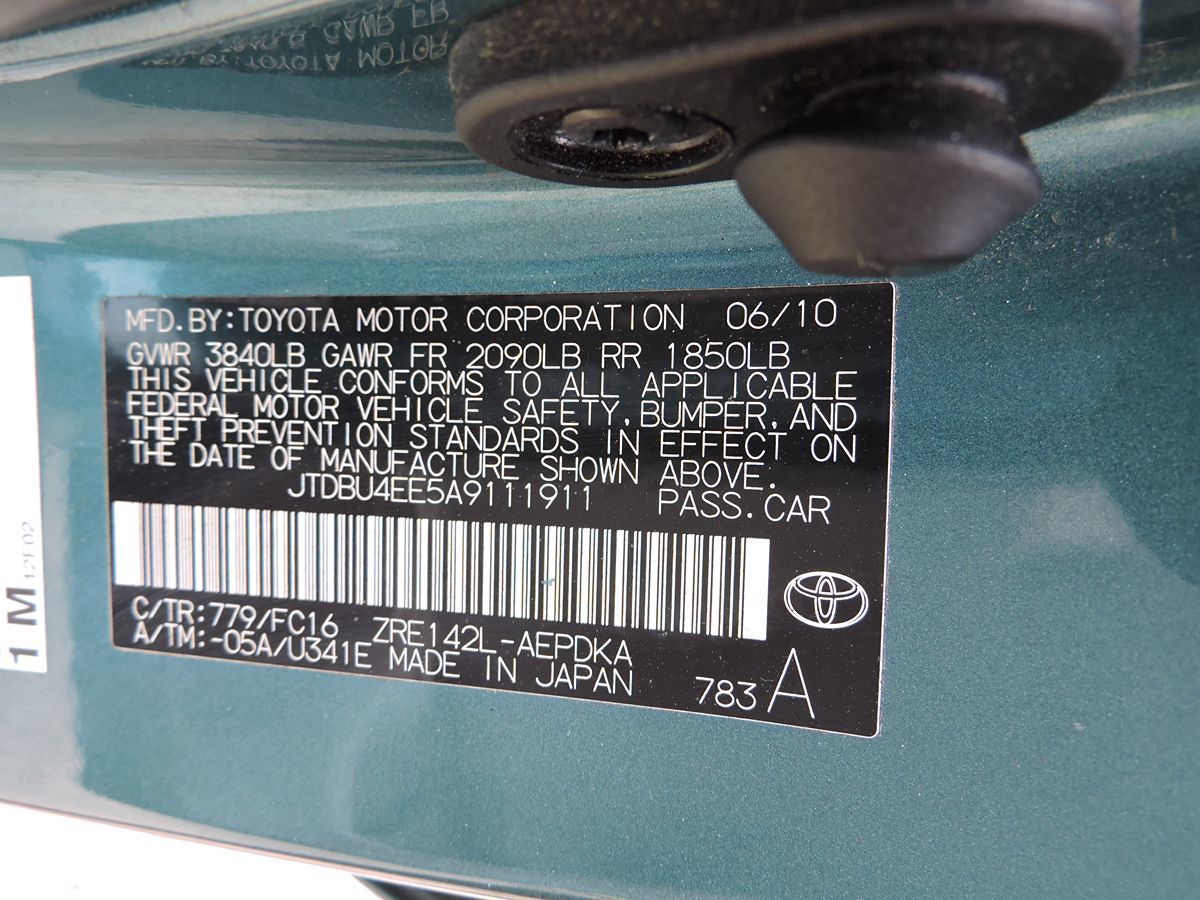 MFD.BY:TOYOTA MOTOR CORPORATION 06/10
GVWR 3840LB GAWR FR 2090LB RR 1850LB
THIS VEHICLE CONFORMS TO ALL APPLICABLE
FEDERAL MOTOR VEHICLE SAFETY,BUMPER,AND
THEFT PREVENTION STANDARDS IN EFFECT ON
THE DATE OF MANUFACTURE SHOWN ABOVE.
JTDBU4EE5A9111911 PASS.CAR
C/TR:779/FC16 ZRE142L-AEPDKA
A/TM:-05A/U341E MADE IN JAPAN
783 A
1 M 12F02